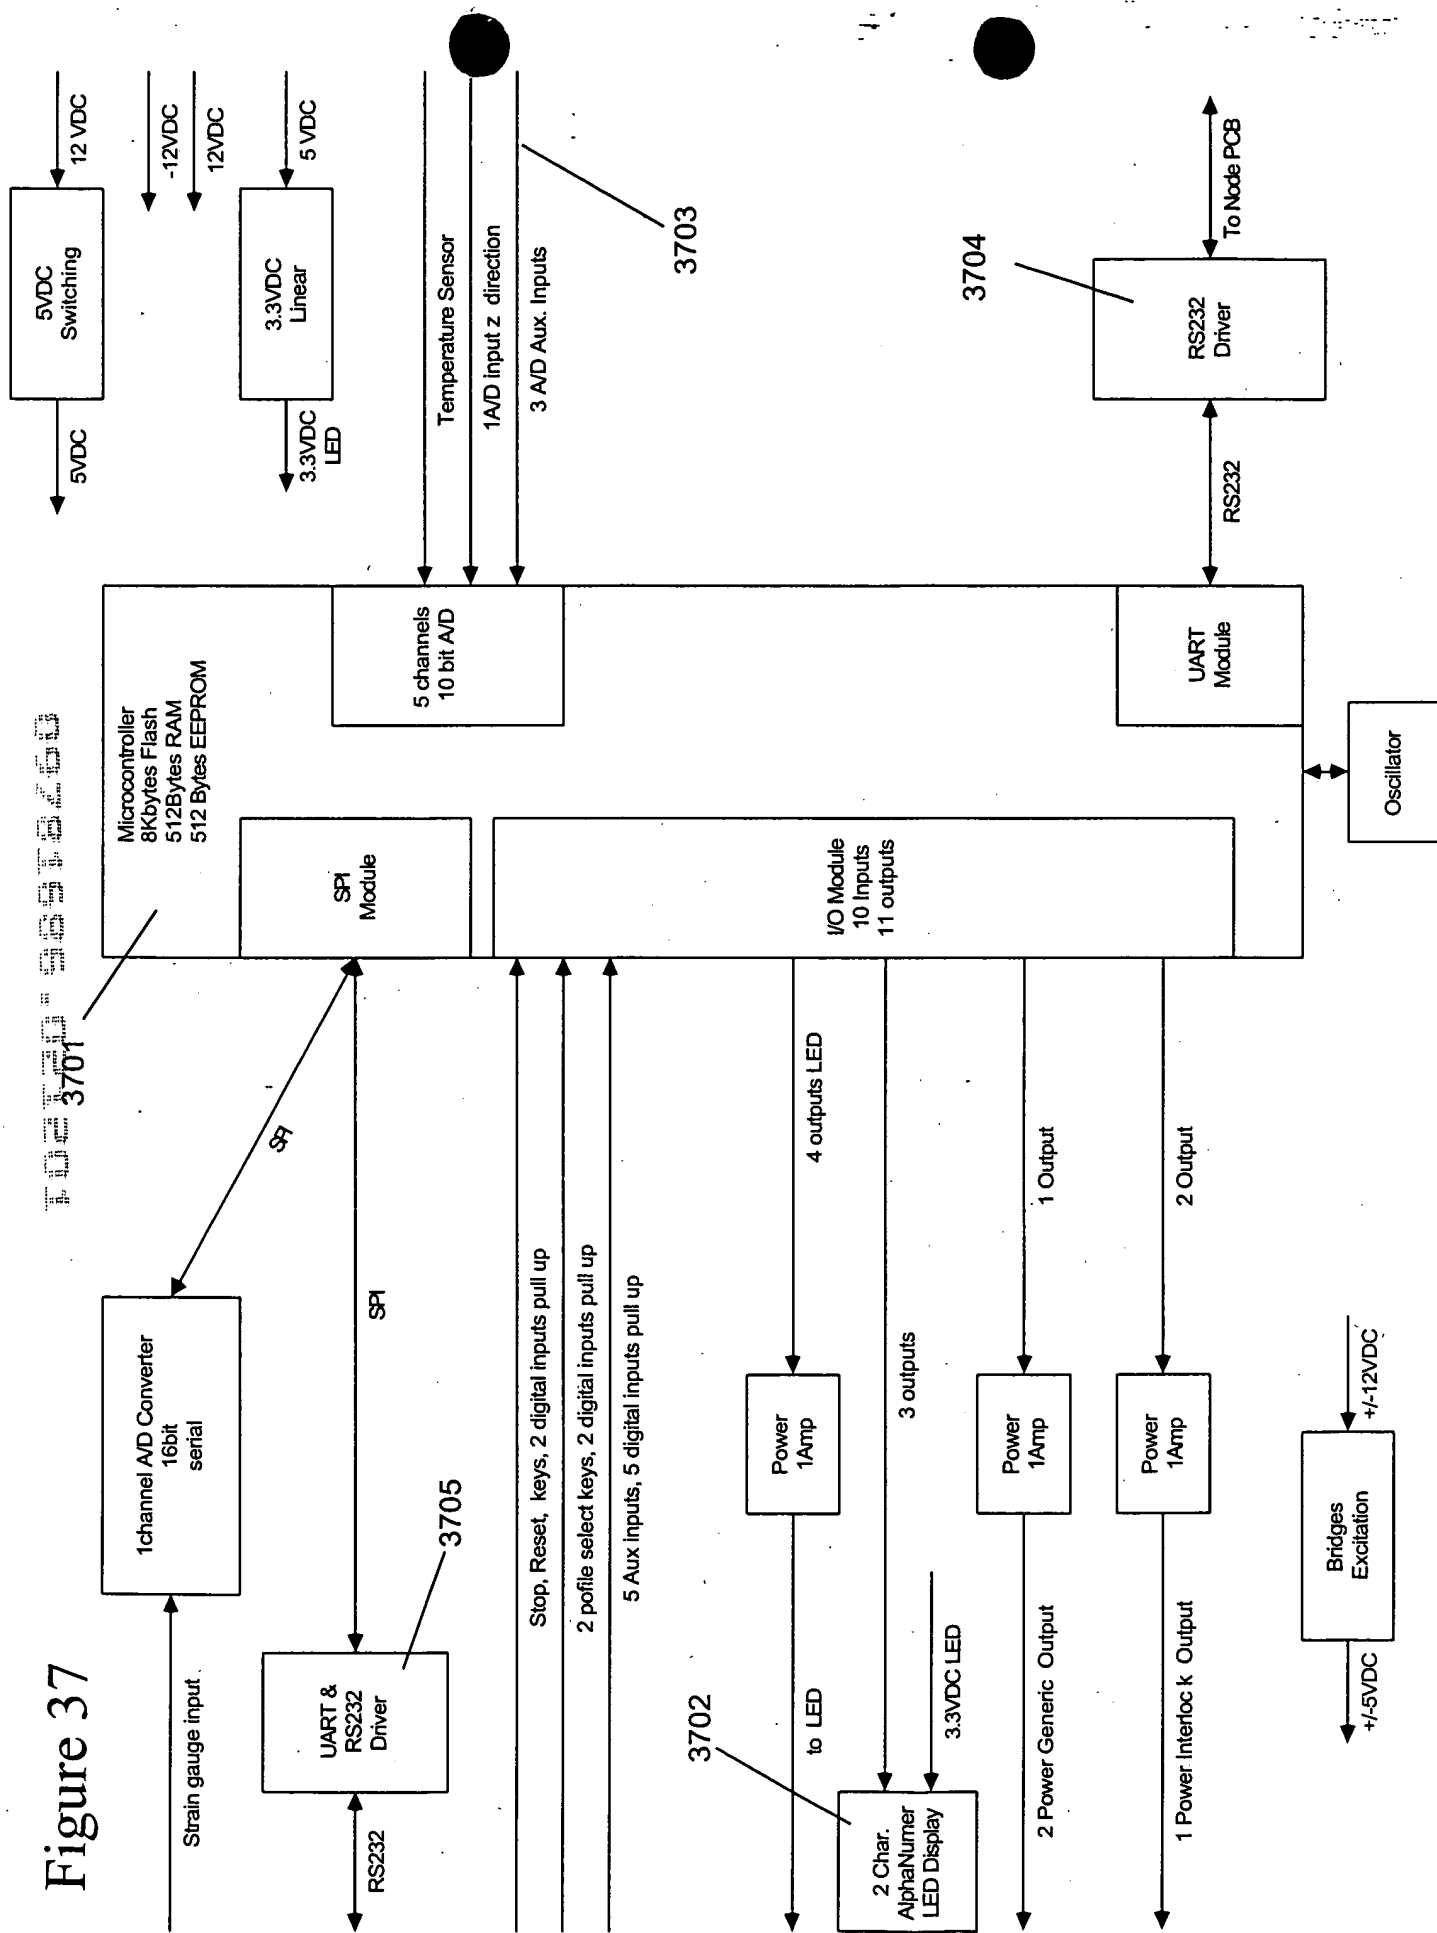 Figure 37
Strain gauge input
1channel A/D Converter
16bit
serial
SPI
3701
Microcontroller
8Kbytes Flash
512Bytes RAM
512 Bytes EEPROM
5VDC
5VDC
Switching
12 VDC
-12VDC
12VDC
3.3VDC
LED
3.3VDC
Linear
5 VDC
RS232
UART &
RS232
Driver
3705
SPI
SPI
Module
5 channels
10 bit A/D
Temperature Sensor
1A/D input z direction
3 A/D Aux. Inputs
3703
Stop, Reset, keys, 2 digital inputs pull up
2 pofile select keys, 2 digital inputs pull up
5 Aux inputs, 5 digital inputs pull up
I/O Module
10 Inputs
11 outputs
to LED
Power
1Amp
4 outputs LED
3702
2 Char.
AlphaNumer
LED Display
3.3VDC LED
3 outputs
2 Power Generic Output
Power
1Amp
1 Output
1 Power Interloc k Output
Power
1Amp
2 Output
UART
Module
RS232
RS232
Driver
3704
To Node PCB
+/-5VDC
Bridges
Excitation
+/-12VDC
Oscillator